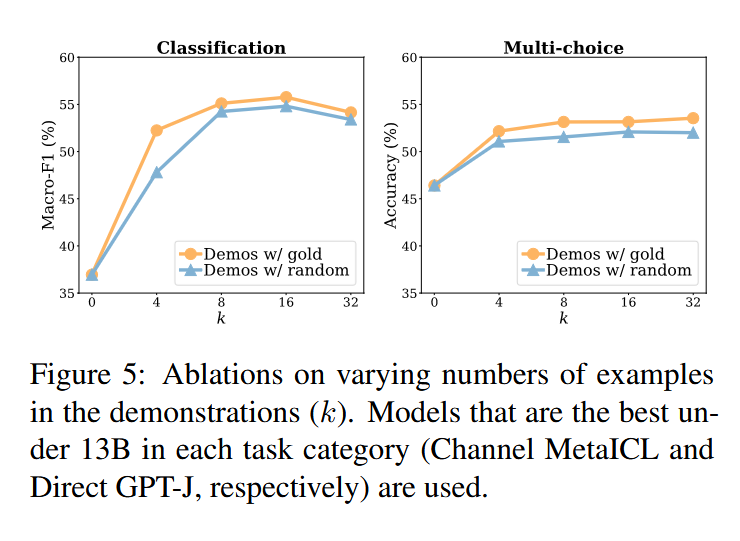 Classification
60
55
50
45
40
35
Macro-F1 (%)
Demos w/ gold
Demos w/ random
0 4 8 16 32
k
Multi-choice
60
55
50
45
40
35
Accuracy (%)
Demos w/ gold
Demos w/ random
0 4 8 16 32
k
Figure 5: Ablations on varying numbers of examples
in the demonstrations (k). Models that are the best un-
der 13B in each task category (Channel MetaICL and
Direct GPT-J, respectively) are used.